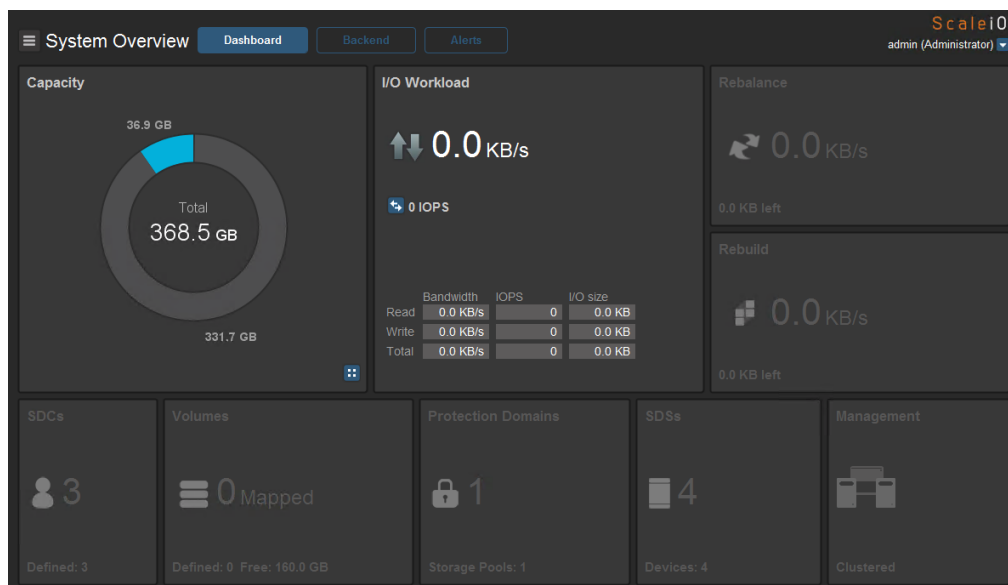 ScaleiO
System Overview Dashboard Backend Alerts
admin (Administrator)
Capacity
36.9 GB
Total
368.5 GB
331.7 GB
I/O Workload
0.0 KB/s
0 IOPS
Bandwidth IOPS I/O size
Read 0.0 KB/s 0 0.0 KB
Write 0.0 KB/s 0 0.0 KB
Total 0.0 KB/s 0 0.0 KB
Rebalance
0.0 KB/s
0.0 KB left
Rebuild
0.0 KB/s
0.0 KB left
SDCs
3
Defined: 3
Volumes
0 Mapped
Defined: 0 Free: 160.0 GB
Protection Domains
1
Storage Pools: 1
SDSs
4
Devices: 4
Management
Clustered